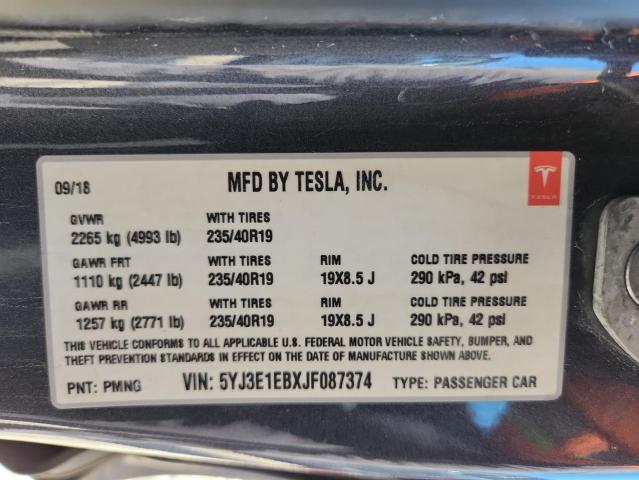 09/18 MFD BY TESLA, INC.
TESLA
GVWR WITH TIRES
2265 kg (4993 lb) 235/40R19
GAWR FRT WITH TIRES RIM COLD TIRE PRESSURE
1110 kg (2447 lb) 235/40R19 19X8.5 J 290 kPa, 42 psi
GAWR RR WITH TIRES RIM COLD TIRE PRESSURE
1257 kg (2771 lb) 235/40R19 19X8.5 J 290 kPa, 42 psi
THIS VEHICLE CONFORMS TO ALL APPLICABLE U.S. FEDERAL MOTOR VEHICLE SAFETY, BUMPER, AND
THEFT PREVENTION STANDARDS IN EFFECT ON THE DATE OF MANUFACTURE SHOWN ABOVE.
PNT: PMNG VIN: 5YJ3E1EBXJF087374 TYPE: PASSENGER CAR